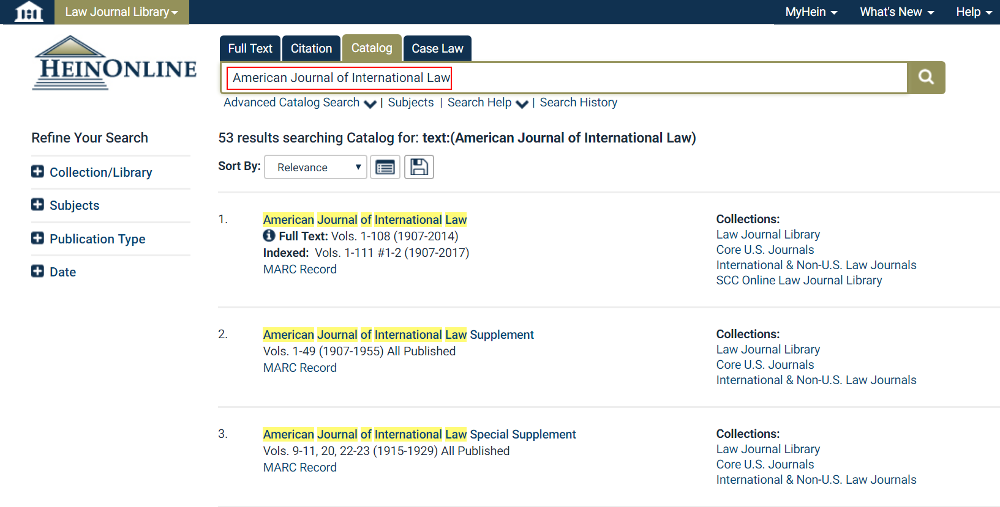 Law Journal Library
MyHein What's New Help
HEINONLINE
Full Text Citation Catalog Case Law
American Journal of International Law
Advanced Catalog Search | Subjects | Search Help | Search History
Refine Your Search
Collection/Library
Subjects
Publication Type
Date
53 results searching Catalog for: text:(American Journal of International Law)
Sort By: Relevance
1.
American Journal of International Law
Full Text: Vols. 1-108 (1907-2014)
Indexed: Vols. 1-111 #1-2 (1907-2017)
MARC Record
Collections:
Law Journal Library
Core U.S. Journals
International & Non-U.S. Law Journals
SCC Online Law Journal Library
2.
American Journal of International Law Supplement
Vols. 1-49 (1907-1955) All Published
MARC Record
Collections:
Law Journal Library
Core U.S. Journals
International & Non-U.S. Law Journals
3.
American Journal of International Law Special Supplement
Vols. 9-11, 20, 22-23 (1915-1929) All Published
MARC Record
Collections:
Law Journal Library
Core U.S. Journals
International & Non-U.S. Law Journals